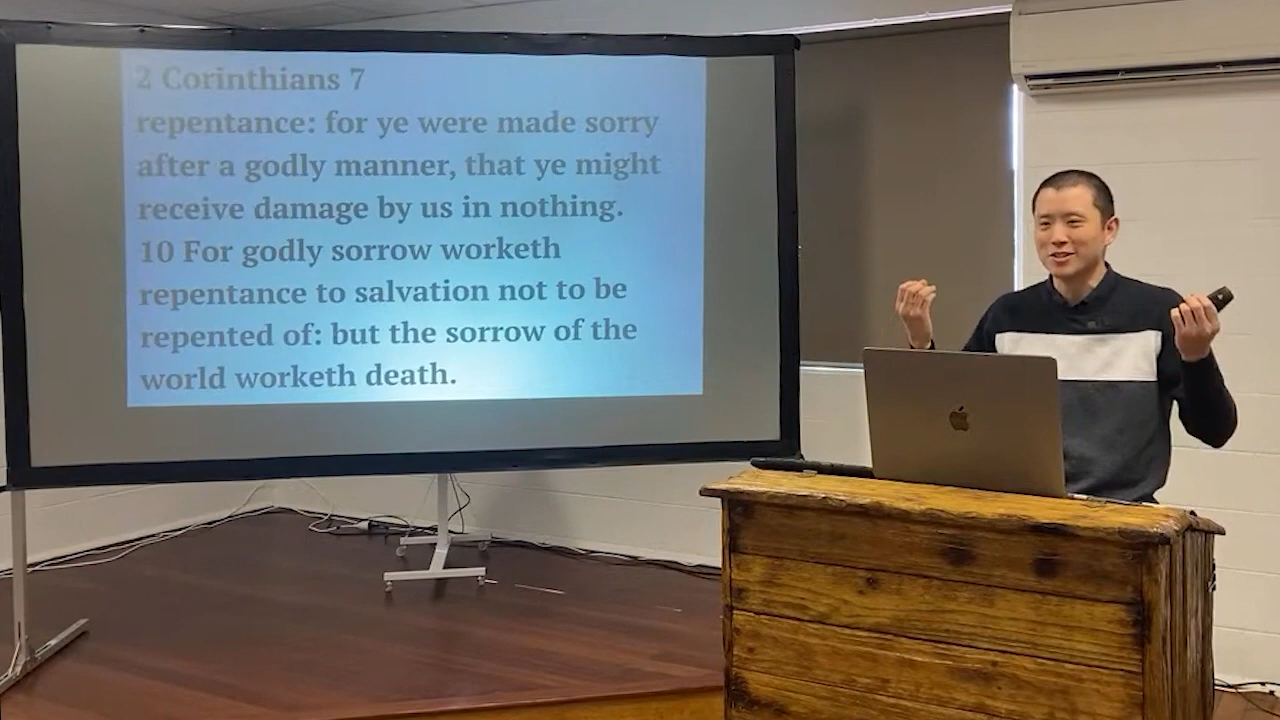 2 Corinthians 7
repentance: for ye were made sorry
after a godly manner, that ye might
receive damage by us in nothing.
10 For godly sorrow worketh
repentance to salvation not to be
repented of: but the sorrow of the
world worketh death.